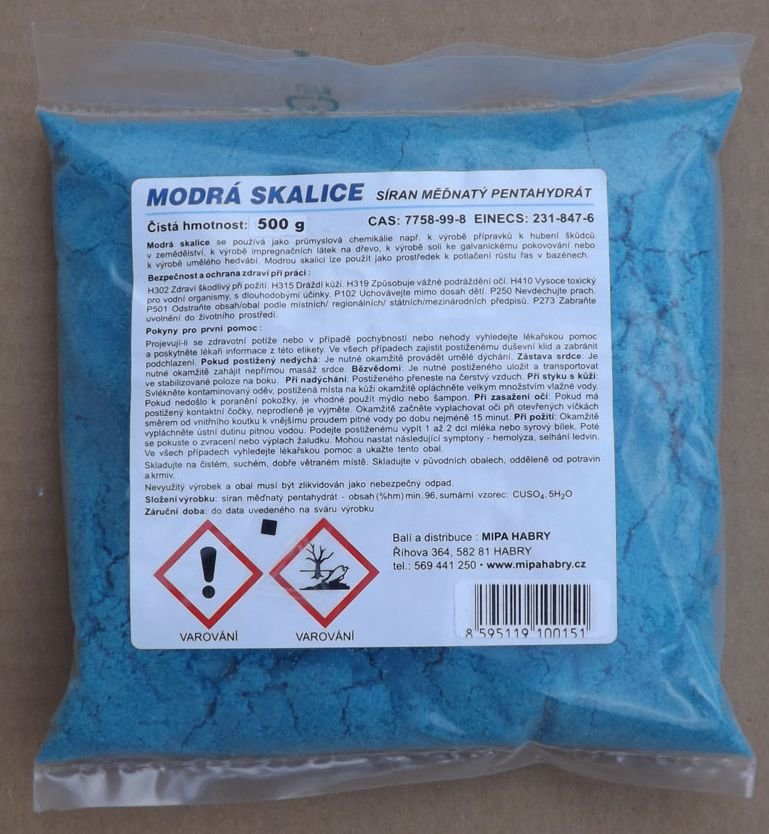 MODRÁ SKALICE SÍRAN MĚĎNATÝ PENTAHYDRÁT
Čistá hmotnost: 500 g CAS: 7758-99-8 EINECS: 231-847-6
Modrá skalice se používá jako průmyslová chemikálie např. k výrobě přípravků k hubení škůdců
v zemědělství, k výrobě impregnačních látek na dřevo, k výrobě soli ke galvanickému pokovování nebo
k výrobě umělého hedvábí. Modrou skalici lze použít jako prostředek k potlačení růstu řas v bazénech.
Bezpečnost a ochrana zdraví při práci :
H302 Zdraví škodlivý při požití. H315 Dráždí kůži. H319 Způsobuje vážné podráždění očí. H410 Vysoce toxický
pro vodní organismy, s dlouhodobými účinky. P102 Uchovávejte mimo dosah dětí. P250 Nevdechujte prach.
P501 Odstraňte obsah/obal podle místních/ regionálních/ státních/mezinárodních předpisů. P273 Zabraňte
uvolnění do životního prostředí.
Pokyny pro první pomoc :
Projevují-li se zdravotní potíže nebo v případě pochybností nebo nehody vyhledejte lékařskou pomoc
a poskytněte lékaři informace z této etikety. Ve všech případech zajistit postiženému duševní klid a zabránit
podchlazení. Pokud postižený nedýchá: Je nutné okamžitě provádět umělé dýchání. Zástava srdce: Je
nutné okamžitě zahájit nepřímou masáž srdce. Bezvědomí: Je nutné postiženého uložit a transportovat
ve stabilizované poloze na boku. Při nadýchání: Postiženého přeneste na čerstvý vzduch. Při styku s kůží:
Svlékněte kontaminovaný oděv, postižená místa na kůži okamžitě opláchněte velkým množstvím vlažné vody.
Pokud nedošlo k poranění pokožky, je vhodné použít mýdlo nebo šampon. Při zasažení očí: Pokud má
postižený kontaktní čočky, neprodleně je vyjměte. Okamžitě začněte vyplachovat oči při otevřených víčkách
směrem od vnitřního koutku k vnějšímu proudem pitné vody po dobu nejméně 15 minut. Při požití: Okamžitě
vypláchněte ústní dutinu pitnou vodou. Podejte postiženému vypít 1 až 2 dcl mléka nebo syrový bílek. Poté
se pokuste o zvracení nebo výplach žaludku. Mohou nastat následující symptony - hemolýza, selhání ledvin.
Ve všech případech vyhledejte lékařskou pomoc a ukažte tento obal.
Skladujte na čistém, suchém, dobře větraném místě. Skladujte v původních obalech, odděleně od potravin
a krmiv.
Nevyužitý výrobek a obal musí být zlikvidován jako nebezpečný odpad.
Složení výrobku: síran měďnatý pentahydrát - obsah (%hm) min. 96, sumární vzorec: CUSO4. 5H2O
Záruční doba: do data uvedeného na sváru výrobku
VAROVÁNÍ
VAROVÁNÍ
Balí a distribuce : MIPA HABRY
Říhova 364, 582 81 HABRY
tel.: 569 441 250 • www.mipahabry.cz
8 595119 100151